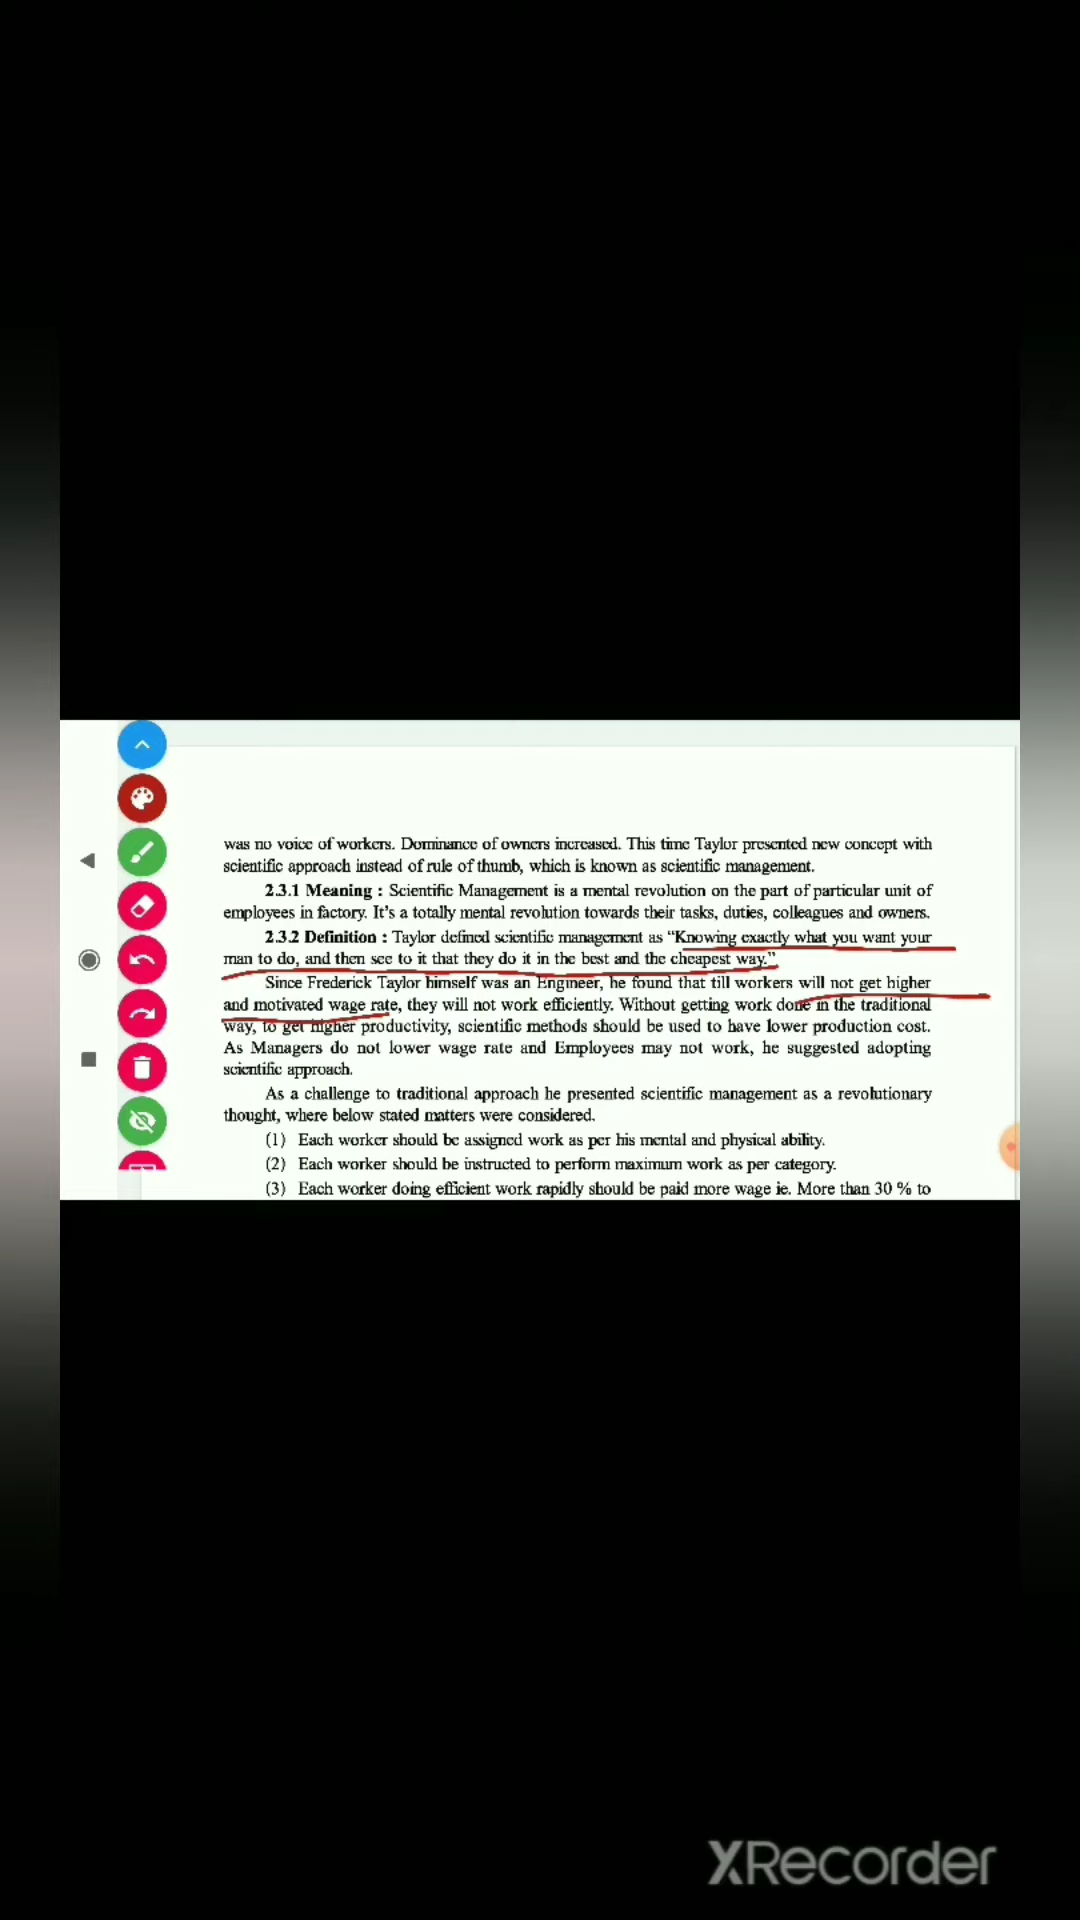 was no voice of workers. Dominance of owners increased. This time Taylor presented new concept with
scientific approach instead of rule of thumb, which is known as scientific management.
2.3.1 Meaning : Scientific Management is a mental revolution on the part of particular unit of
employees in factory. It's a totally mental revolution towards their tasks, duties, colleagues and owners.
2.3.2 Definition : Taylor defined scientific management as “Knowing exactly what you want your
man to do, and then see to it that they do it in the best and the cheapest way.”
Since Frederick Taylor himself was an Engineer, he found that till workers will not get higher
and motivated wage rate, they will not work efficiently. Without getting work done in the traditional
way, to get higher productivity, scientific methods should be used to have lower production cost.
As Managers do not lower wage rate and Employees may not work, he suggested adopting
scientific approach.
As a challenge to traditional approach he presented scientific management as a revolutionary
thought, where below stated matters were considered.
(1) Each worker should be assigned work as per his mental and physical ability.
(2) Each worker should be instructed to perform maximum work as per category.
(3) Each worker doing efficient work rapidly should be paid more wage ie. More than 30 % to
XRecorder